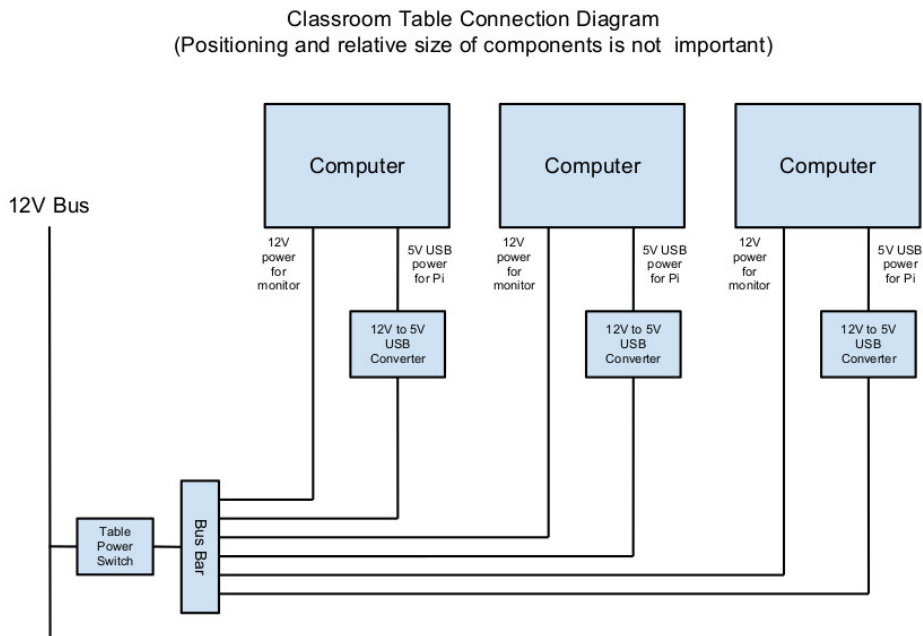 Classroom Table Connection Diagram
(Positioning and relative size of components is not important)
Computer
Computer
Computer
12V Bus
12V
power
for
monitor
5V USB
power
for Pi
12V
power
for
monitor
5V USB
power
for Pi
12V
power
for
monitor
5V USB
power
for Pi
12V to 5V
USB
Converter
12V to 5V
USB
Converter
12V to 5V
USB
Converter
Table
Power
Switch
Bus Bar